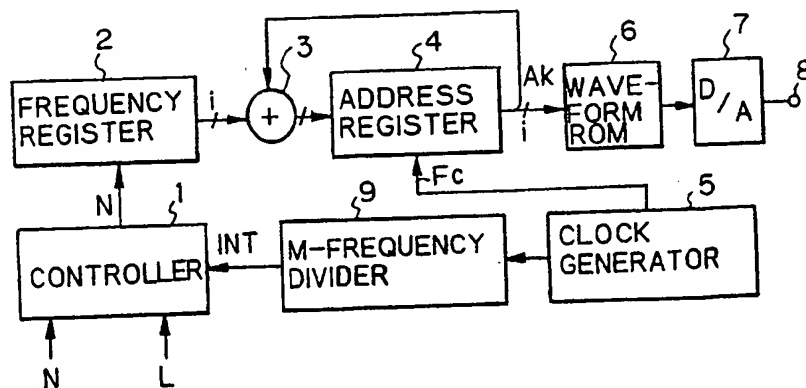 2
FREQUENCY
REGISTER
i
3
+
4
ADDRESS
REGISTER
Ak
i
6
WAVE-
FORM
ROM
7
D/A
8
N
1
CONTROLLER
INT
9
M-FREQUENCY
DIVIDER
Fc
5
CLOCK
GENERATOR
N
L